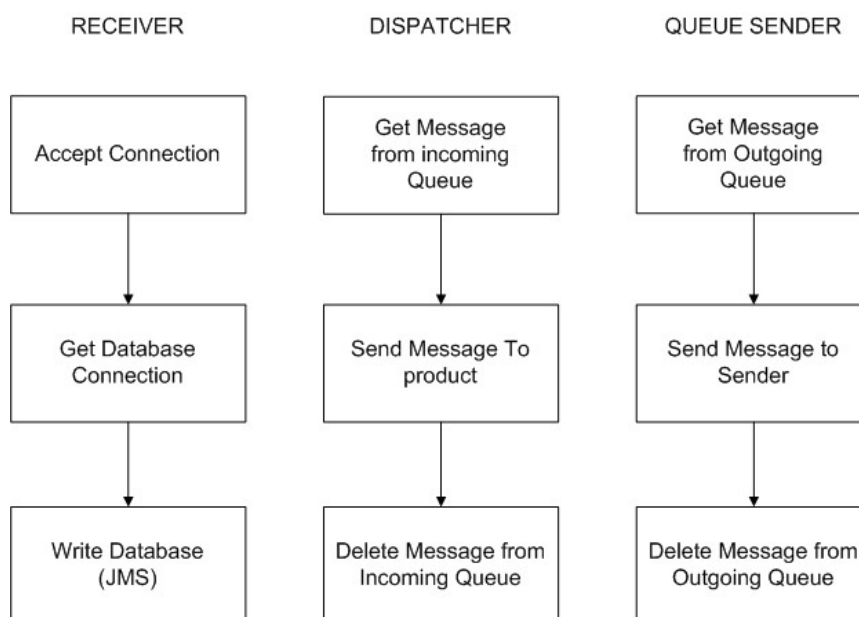 RECEIVER
DISPATCHER
QUEUE SENDER
Accept Connection
Get Message
from incoming
Queue
Get Message
from Outgoing
Queue
Get Database
Connection
Send Message To
product
Send Message to
Sender
Write Database
(JMS)
Delete Message from
Incoming Queue
Delete Message from
Outgoing Queue